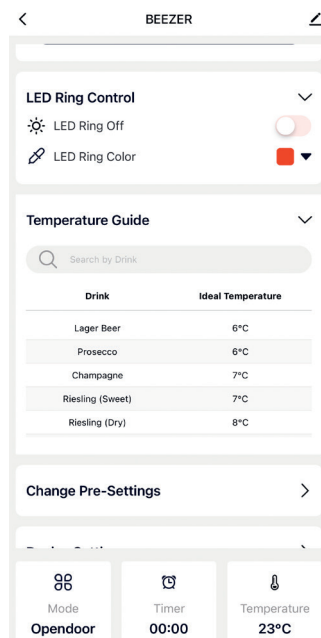 BEEZER
LED Ring Control
LED Ring Off
LED Ring Color
Temperature Guide
Search by Drink
Drink Ideal Temperature
Lager Beer 6°C
Prosecco 6°C
Champagne 7°C
Riesling (Sweet) 7°C
Riesling (Dry) 8°C
Change Pre-Settings
Mode Timer Temperature
Opendoor 00:00 23°C